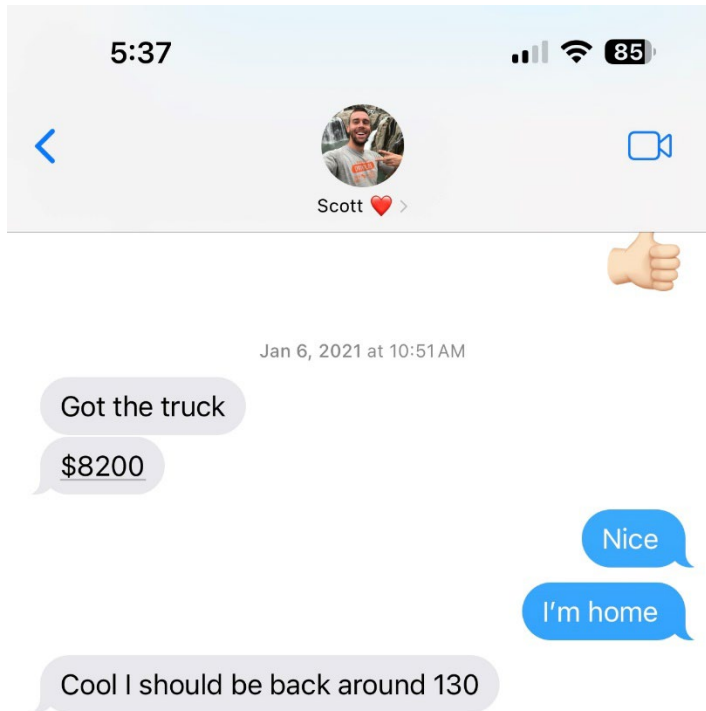 5:37
85
Scott ❤️
Jan 6, 2021 at 10:51 AM
Got the truck
$8200
Nice
I'm home
Cool I should be back around 130